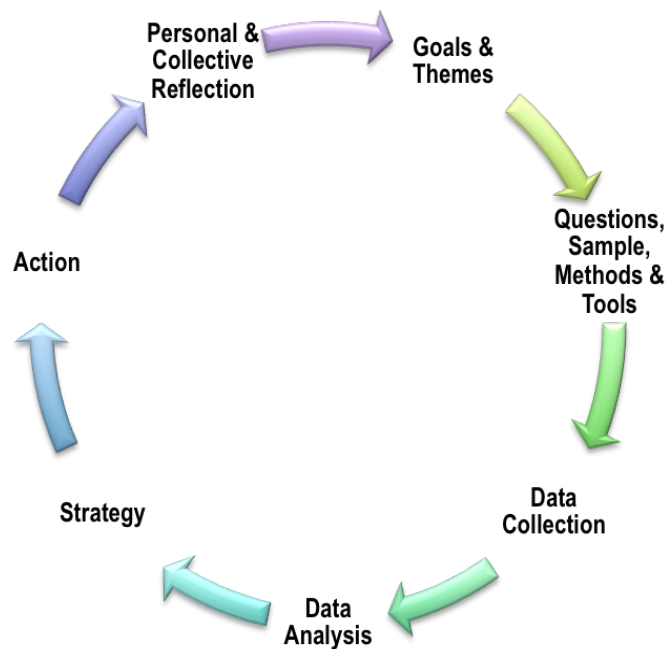 Personal &
Collective
Reflection
Goals &
Themes
Questions,
Sample,
Methods &
Tools
Data
Collection
Data
Analysis
Strategy
Action